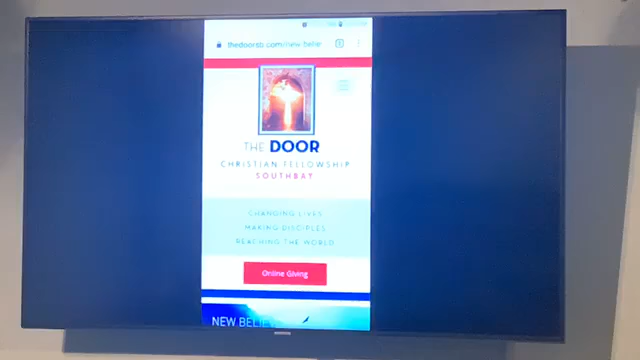 thedoorsb.com/new belie
THE DOOR
CHRISTIAN FELLOWSHIP
SOUTHBAY
CHANGING LIVES
MAKING DISCIPLES
REACHING THE WORLD
Online Giving
NEW BELIE